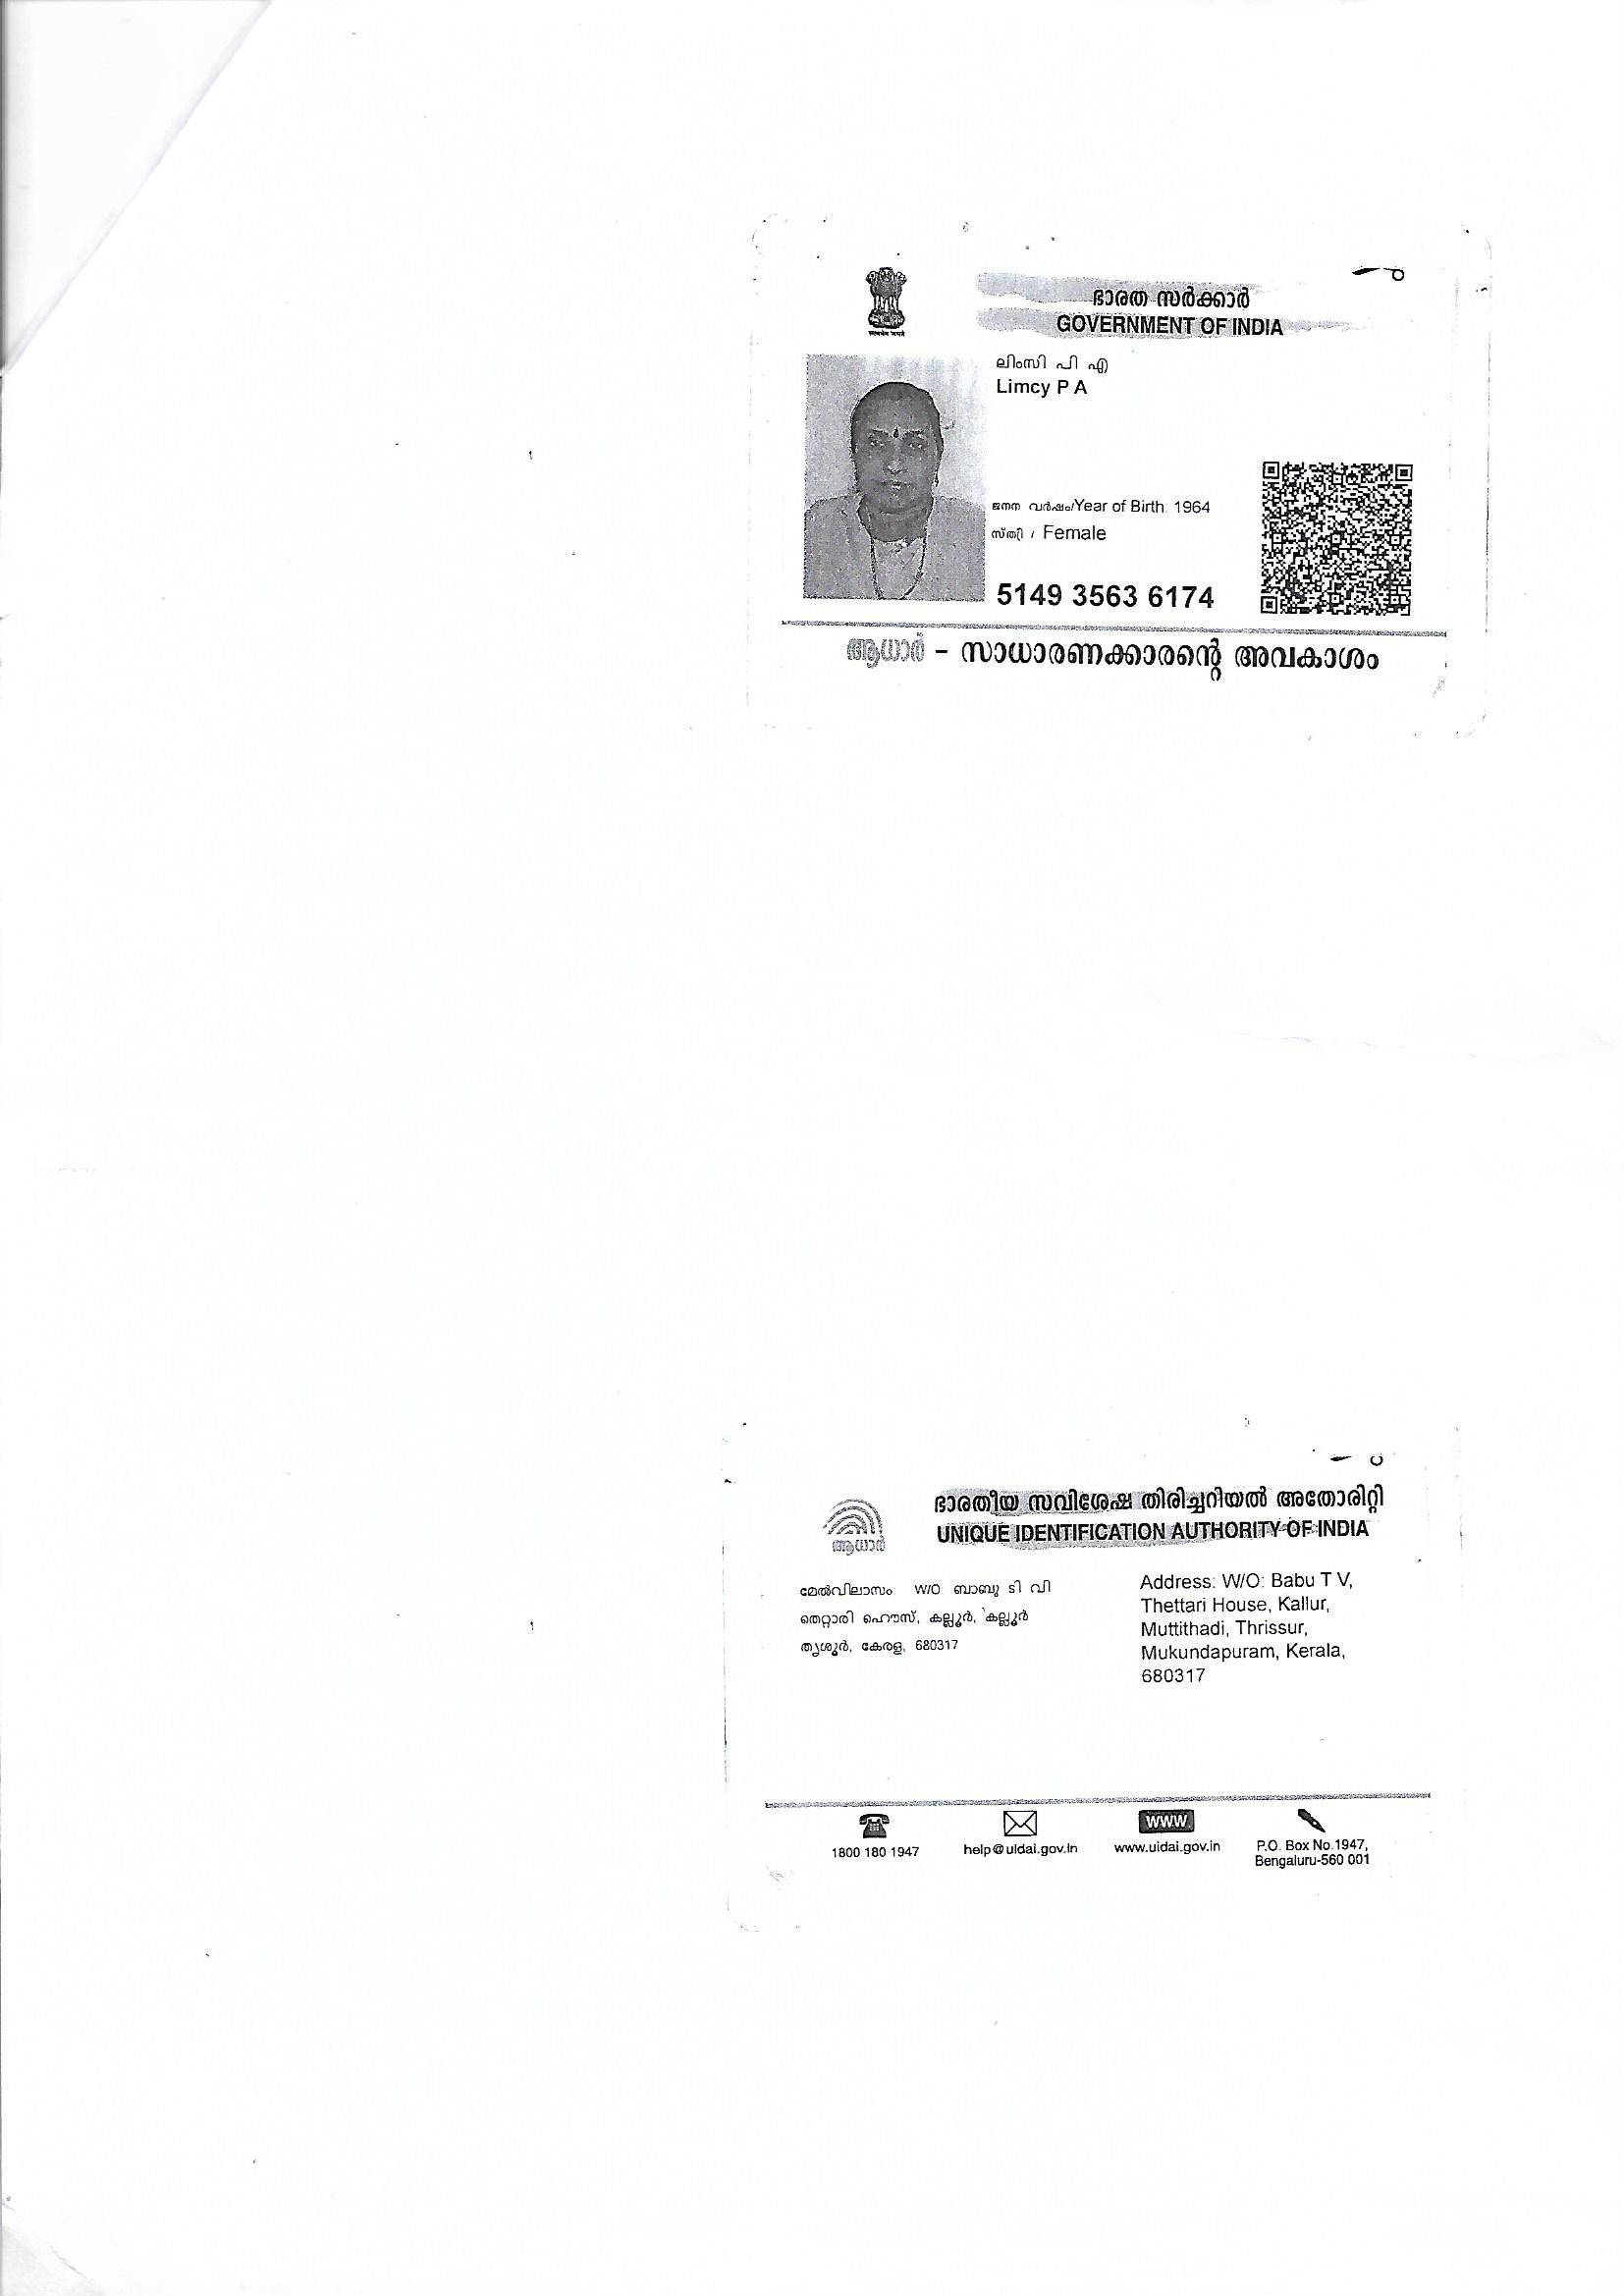 ഭാരത സർക്കാർ
GOVERNMENT OF INDIA
ലിംസി പി എ
Limcy P A
ജനന വർഷം/Year of Birth: 1964
സ്ത്രീ / Female
5149 3563 6174
ആധാർ – സാധാരണക്കാരന്റെ അവകാശം
ഭാരതീയ സവിശേഷ തിരിച്ചറിയൽ അതോരിറ്റി
UNIQUE IDENTIFICATION AUTHORITY OF INDIA
ആധാർ
മേൽവിലാസം: W/O ബാബു ടി വി
തെറ്റാരി ഹൌസ്, കല്ലൂർ, കല്ലൂർ
തൃശൂർ, കേരള, 680317
Address: W/O: Babu T V,
Thettari House, Kallur,
Muttithadi, Thrissur,
Mukundapuram, Kerala,
680317
1800 180 1947
help@uidai.gov.in
www
www.uidai.gov.in
P.O. Box No.1947,
Bengaluru-560 001